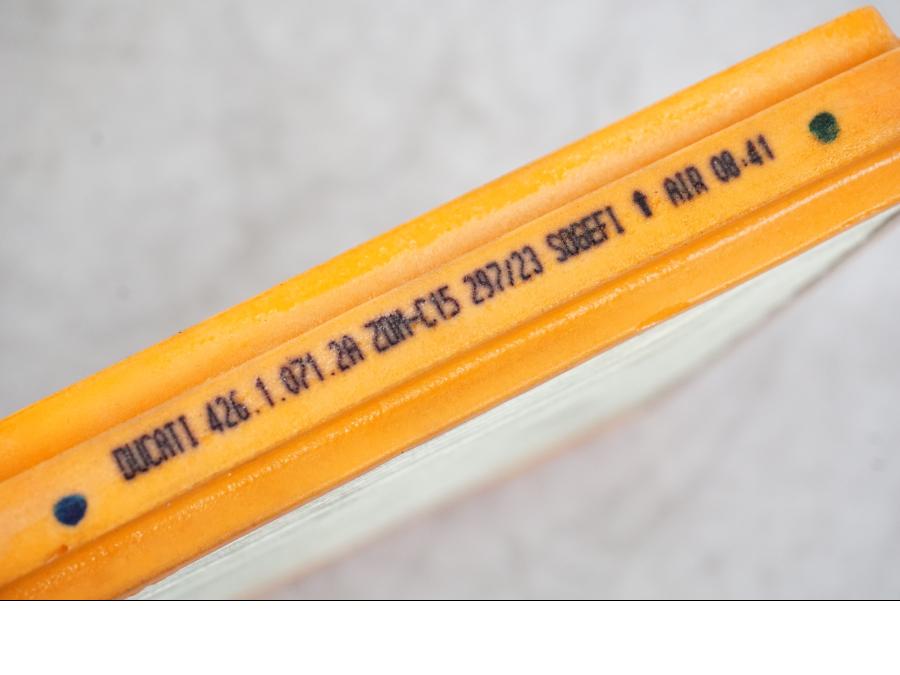 DUCATI 426.1.071.2A ZDM-C15 297/23 SOGEFI ↑ AIR 08:41